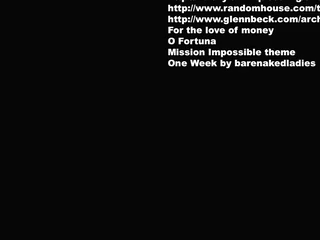 http://www.randomhouse.com/t
http://www.glennbeck.com/arch
For the love of money
O Fortuna
Mission Impossible theme
One Week by barenakedladies